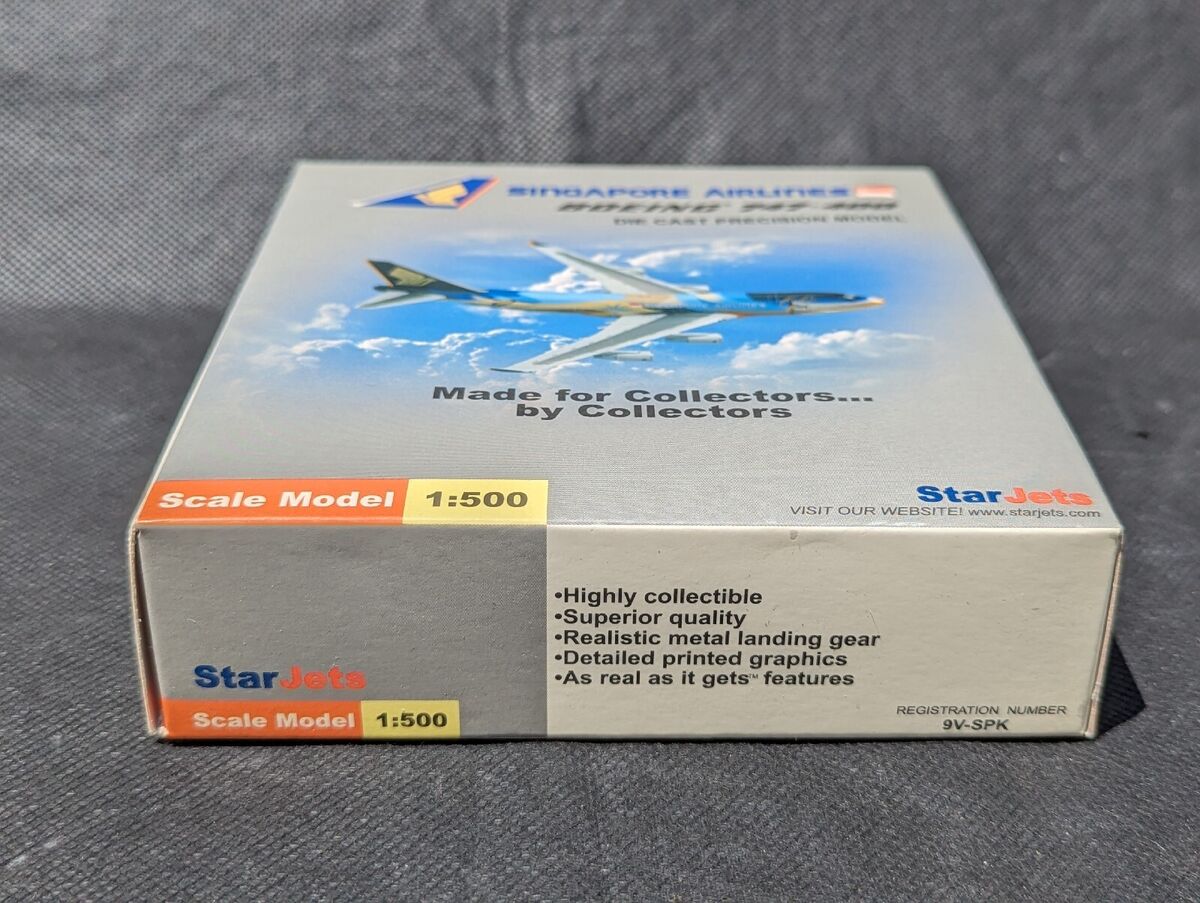 SINGAPORE AIRLINES
BOEING 747-400
DIE CAST PRECISION MODEL
Made for Collectors...
by Collectors
Scale Model 1:500
StarJets
VISIT OUR WEBSITE! www.starjets.com
•Highly collectible
•Superior quality
•Realistic metal landing gear
•Detailed printed graphics
•As real as it gets™ features
StarJets
Scale Model 1:500
REGISTRATION NUMBER
9V-SPK